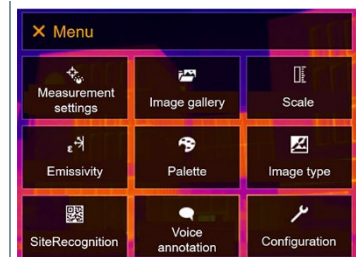 Menu
Measurement
settings
Image gallery
Scale
Emissivity
Palette
Image type
SiteRecognition
Voice
annotation
Configuration